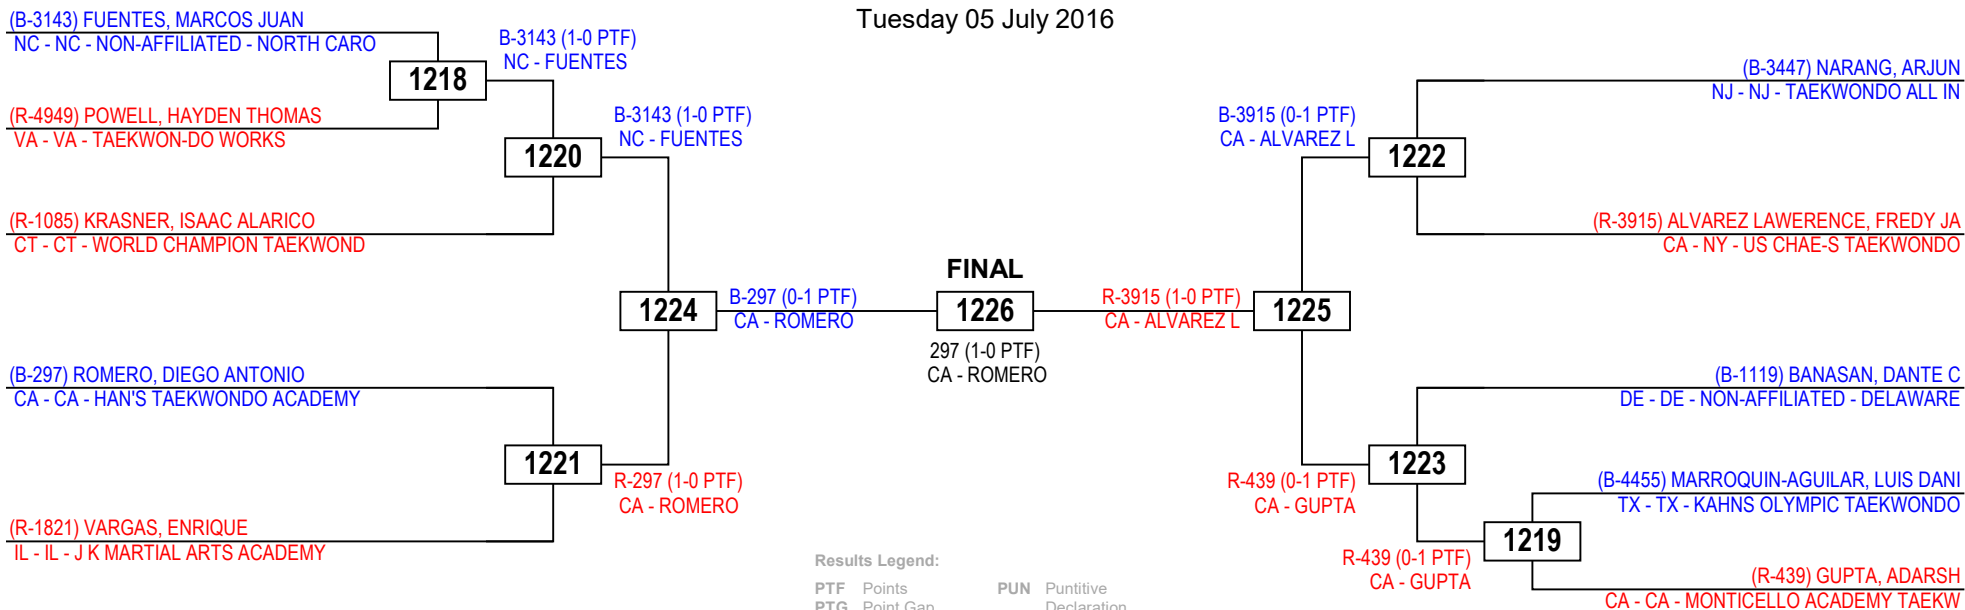 Tuesday 05 July 2016
(B-3143) FUENTES, MARCOS JUAN
NC - NC - NON-AFFILIATED - NORTH CARO
B-3143 (1-0 PTF)
NC - FUENTES
1218
(R-4949) POWELL, HAYDEN THOMAS
VA - VA - TAEKWON-DO WORKS
B-3143 (1-0 PTF)
NC - FUENTES
1220
(R-1085) KRASNER, ISAAC ALARICO
CT - CT - WORLD CHAMPION TAEKWOND
1224
B-297 (0-1 PTF)
CA - ROMERO
(B-297) ROMERO, DIEGO ANTONIO
CA - CA - HAN'S TAEKWONDO ACADEMY
1221
R-297 (1-0 PTF)
CA - ROMERO
(R-1821) VARGAS, ENRIQUE
IL - IL - J K MARTIAL ARTS ACADEMY
FINAL
1226
297 (1-0 PTF)
CA - ROMERO
(B-3447) NARANG, ARJUN
NJ - NJ - TAEKWONDO ALL IN
B-3915 (0-1 PTF)
CA - ALVAREZ L
1222
(R-3915) ALVAREZ LAWERENCE, FREDY JA
CA - NY - US CHAE-S TAEKWONDO
R-3915 (1-0 PTF)
CA - ALVAREZ L
1225
(B-1119) BANASAN, DANTE C
DE - DE - NON-AFFILIATED - DELAWARE
1223
R-439 (0-1 PTF)
CA - GUPTA
(B-4455) MARROQUIN-AGUILAR, LUIS DANI
TX - TX - KAHNS OLYMPIC TAEKWONDO
1219
R-439 (0-1 PTF)
CA - GUPTA
(R-439) GUPTA, ADARSH
CA - CA - MONTICELLO ACADEMY TAEKW
Results Legend:
PTF Points PUN Puntitive
PTG Point Gap Declaration